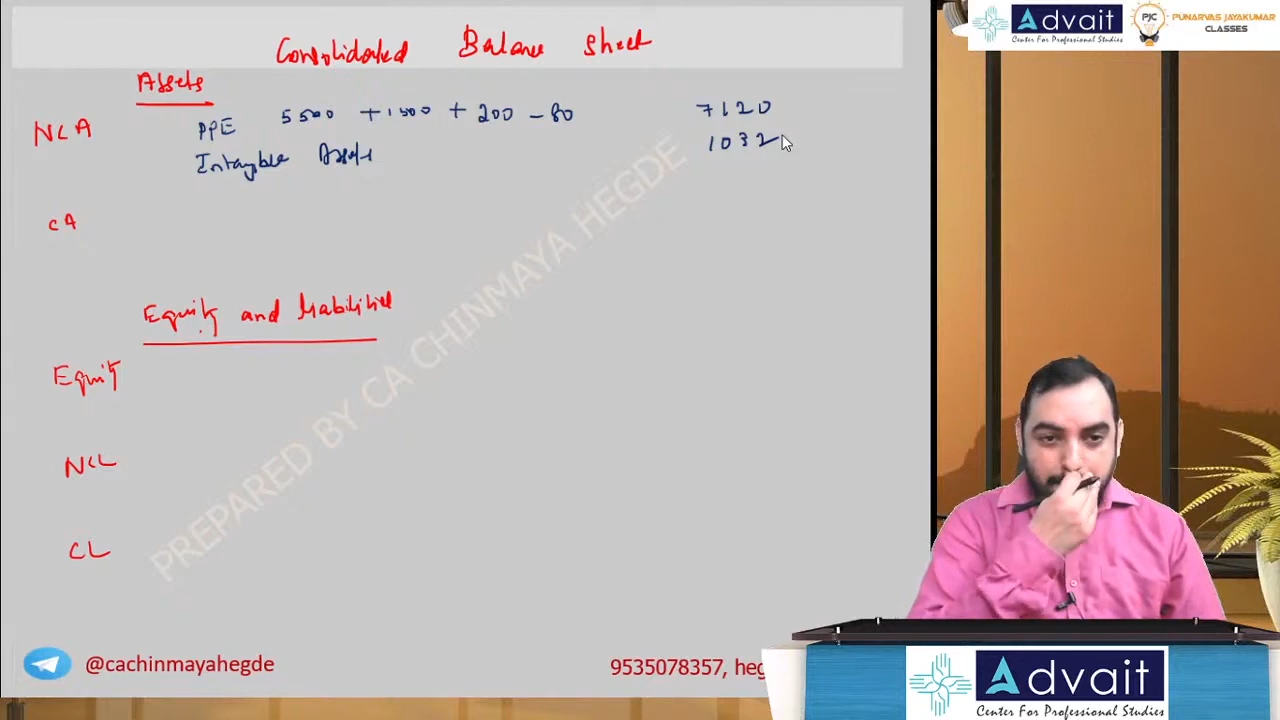 Consolidated Balance Sheet
Assets
NCA
PPE 5500 + 1500 + 200 - 80 7120
Intangible Assets 1032
CA
Equity and liabilities
Equity
NCL
CL
PREPARED BY CA CHINMAYA HEGDE
@cachinmayahegde
9535078357, heg
Advait
Center For Professional Studies
PJC
PUNARVAS JAYAKUMAR
CLASSES
Advait
Center For Professional Studies